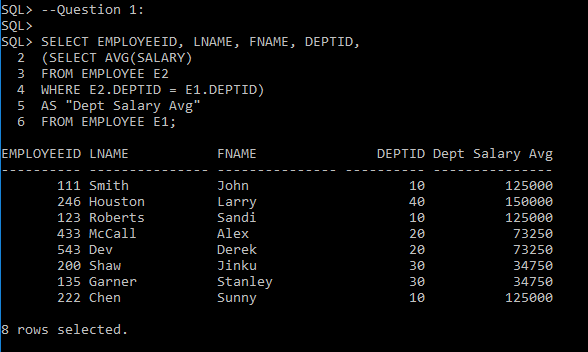 SQL> --Question 1:
SQL>
SQL> SELECT EMPLOYEEID, LNAME, FNAME, DEPTID,
  2  (SELECT AVG(SALARY)
  3  FROM EMPLOYEE E2
  4  WHERE E2.DEPTID = E1.DEPTID)
  5  AS "Dept Salary Avg"
  6  FROM EMPLOYEE E1;
EMPLOYEEID LNAME           FNAME               DEPTID Dept Salary Avg
---------- --------------- --------------- ---------- ---------------
       111 Smith           John                    10          125000
       246 Houston         Larry                   40          150000
       123 Roberts         Sandi                   10          125000
       433 McCall          Alex                    20           73250
       543 Dev             Derek                   20           73250
       200 Shaw            Jinku                   30           34750
       135 Garner          Stanley                 30           34750
       222 Chen            Sunny                   10          125000
8 rows selected.